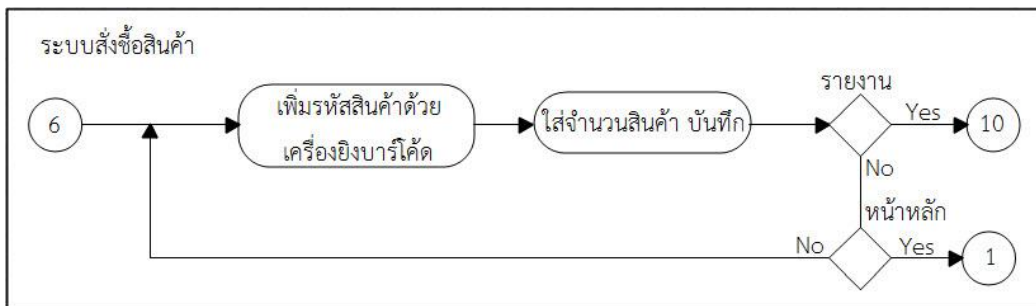 ระบบสั่งซื้อสินค้า
6
เพิ่มรหัสสินค้าด้วย
เครื่องยิงบาร์โค้ด
ใส่จำนวนสินค้า บันทึก
รายงาน
Yes
10
No
หน้าหลัก
No
Yes
1